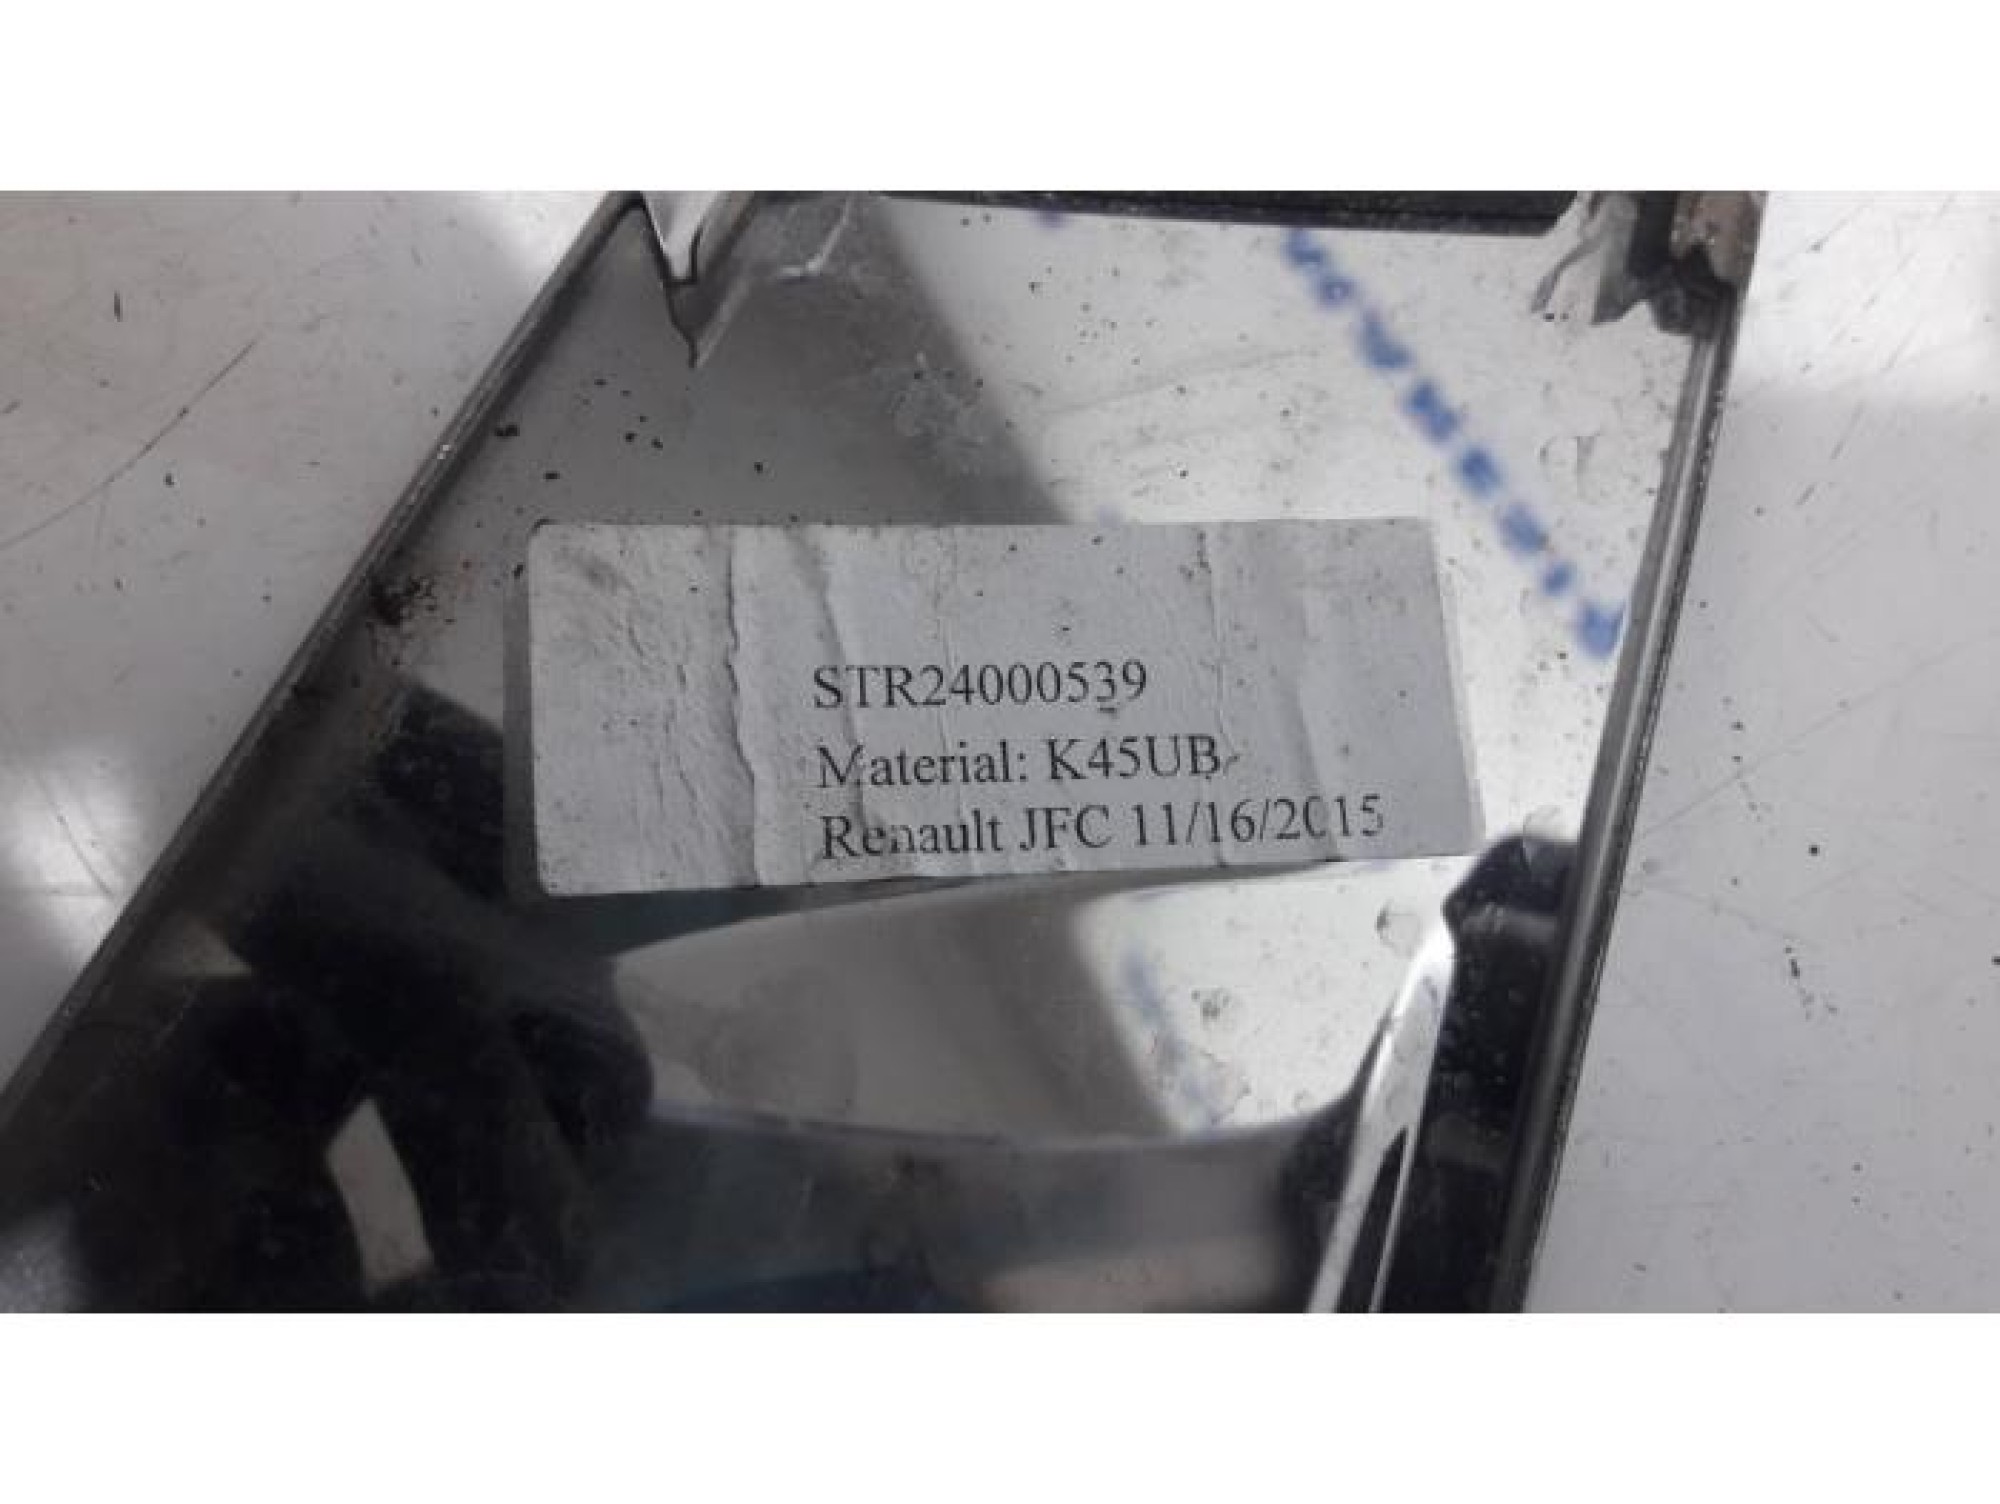 STR24000539
Material: K45UB
Renault JFC 11/16/2015